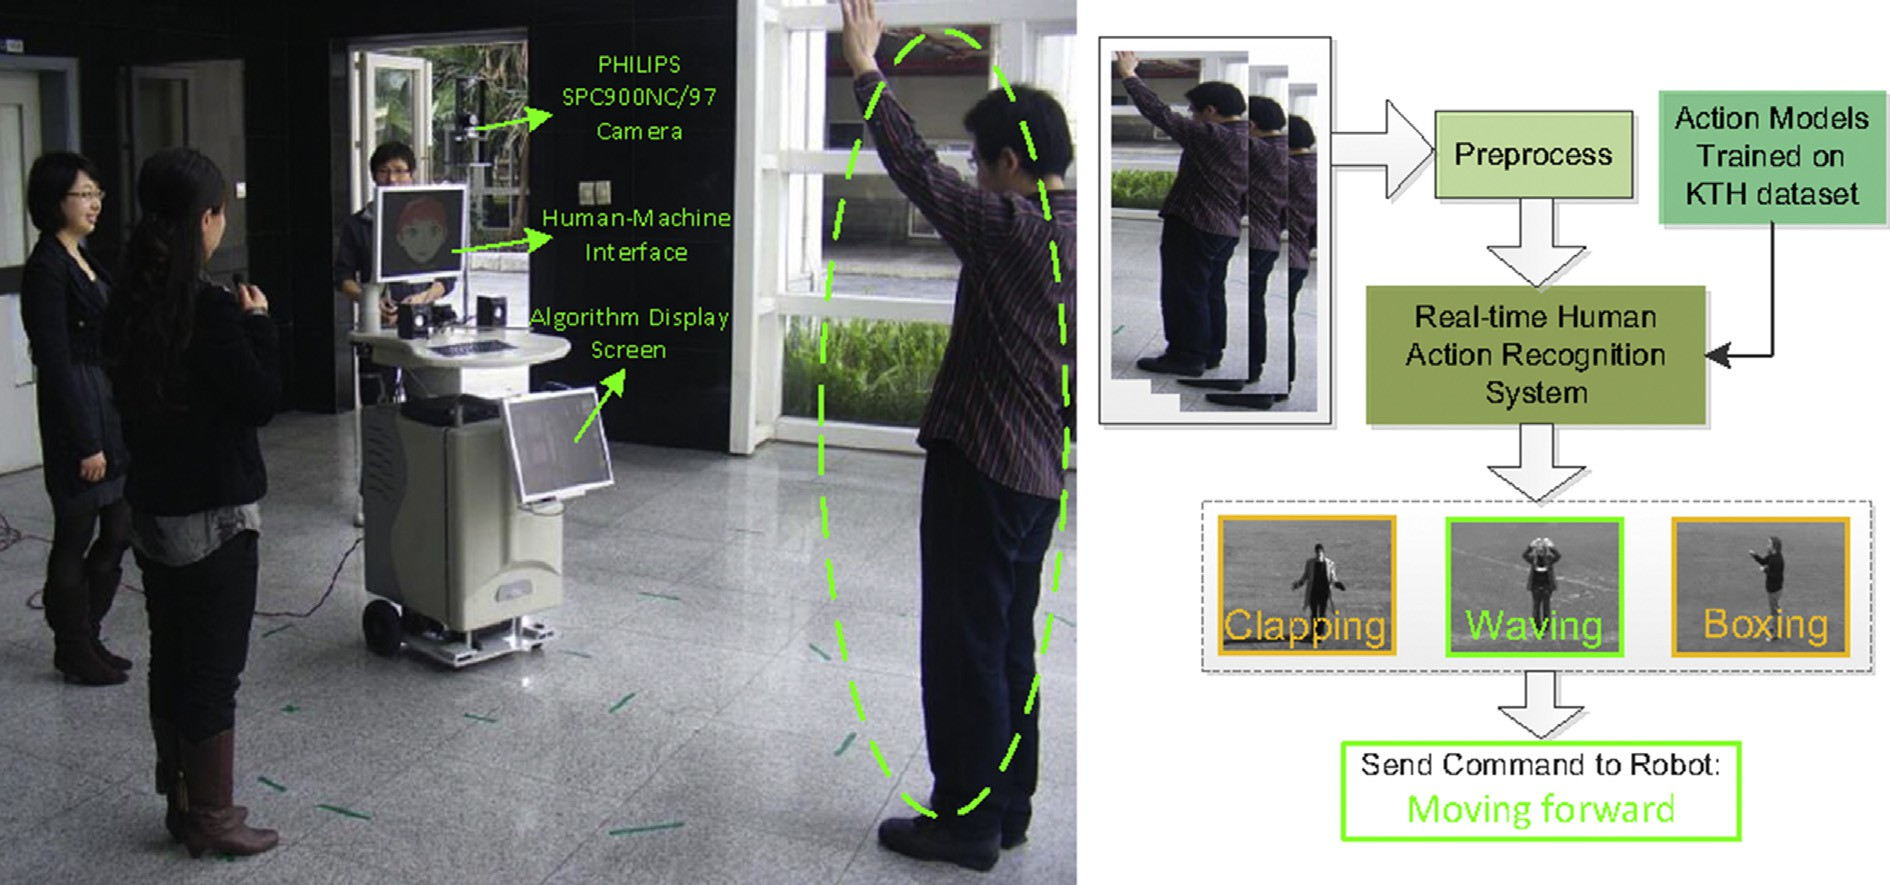 PHILIPS
SPC900NC/97
Camera
Human-Machine
Interface
Algorithm Display
Screen
Preprocess
Action Models
Trained on
KTH dataset
Real-time Human
Action Recognition
System
Clapping
Waving
Boxing
Send Command to Robot:
Moving forward